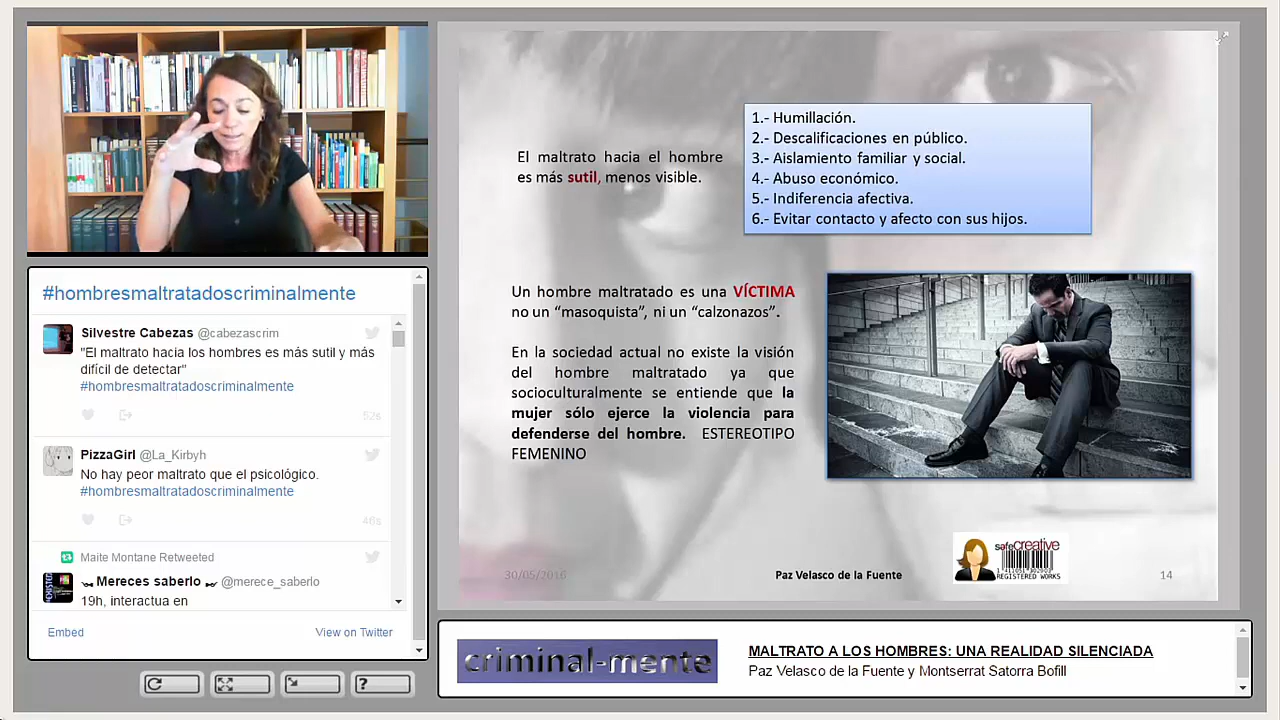 #hombresmaltratadoscriminalmente
Silvestre Cabezas @cabezascrim
"El maltrato hacia los hombres es más sutil y más
difícil de detectar"
#hombresmaltratadoscriminalmente
52s
PizzaGirl @La_Kirbyh
No hay peor maltrato que el psicológico.
#hombresmaltratadoscriminalmente
46s
Maite Montane Retweeted
Mereces saberlo @merece_saberlo
19h, interactua en
Embed
View on Twitter
?
El maltrato hacia el hombre
es más sutil, menos visible.
1.- Humillación.
2.- Descalificaciones en público.
3.- Aislamiento familiar y social.
4.- Abuso económico.
5.- Indiferencia afectiva.
6.- Evitar contacto y afecto con sus hijos.
Un hombre maltratado es una VÍCTIMA
no un “masoquista”, ni un “calzonazos”.
En la sociedad actual no existe la visión
del hombre maltratado ya que
socioculturalmente se entiende que la
mujer sólo ejerce la violencia para
defenderse del hombre. ESTEREOTIPO
FEMENINO
30/05/2016
Paz Velasco de la Fuente
safeCreative
REGISTERED WORKS
14
criminal-mente
MALTRATO A LOS HOMBRES: UNA REALIDAD SILENCIADA
Paz Velasco de la Fuente y Montserrat Satorra Bofill